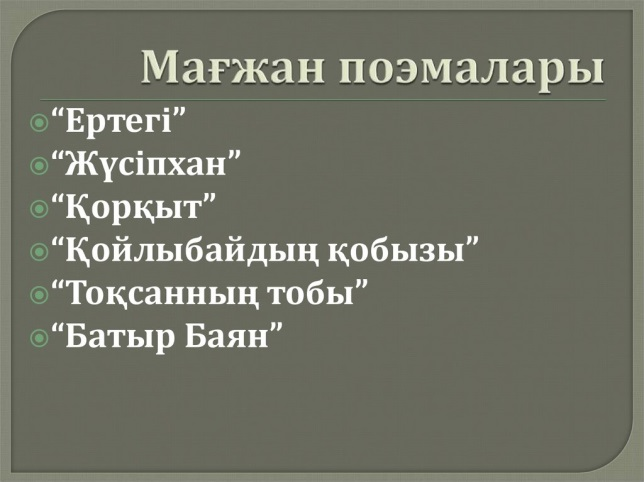 Мағжан поэмалары
“Ертегі”
“Жүсіпхан”
“Қорқыт”
“Қойлыбайдың қобызы”
“Тоқсанның тобы”
“Батыр Баян”